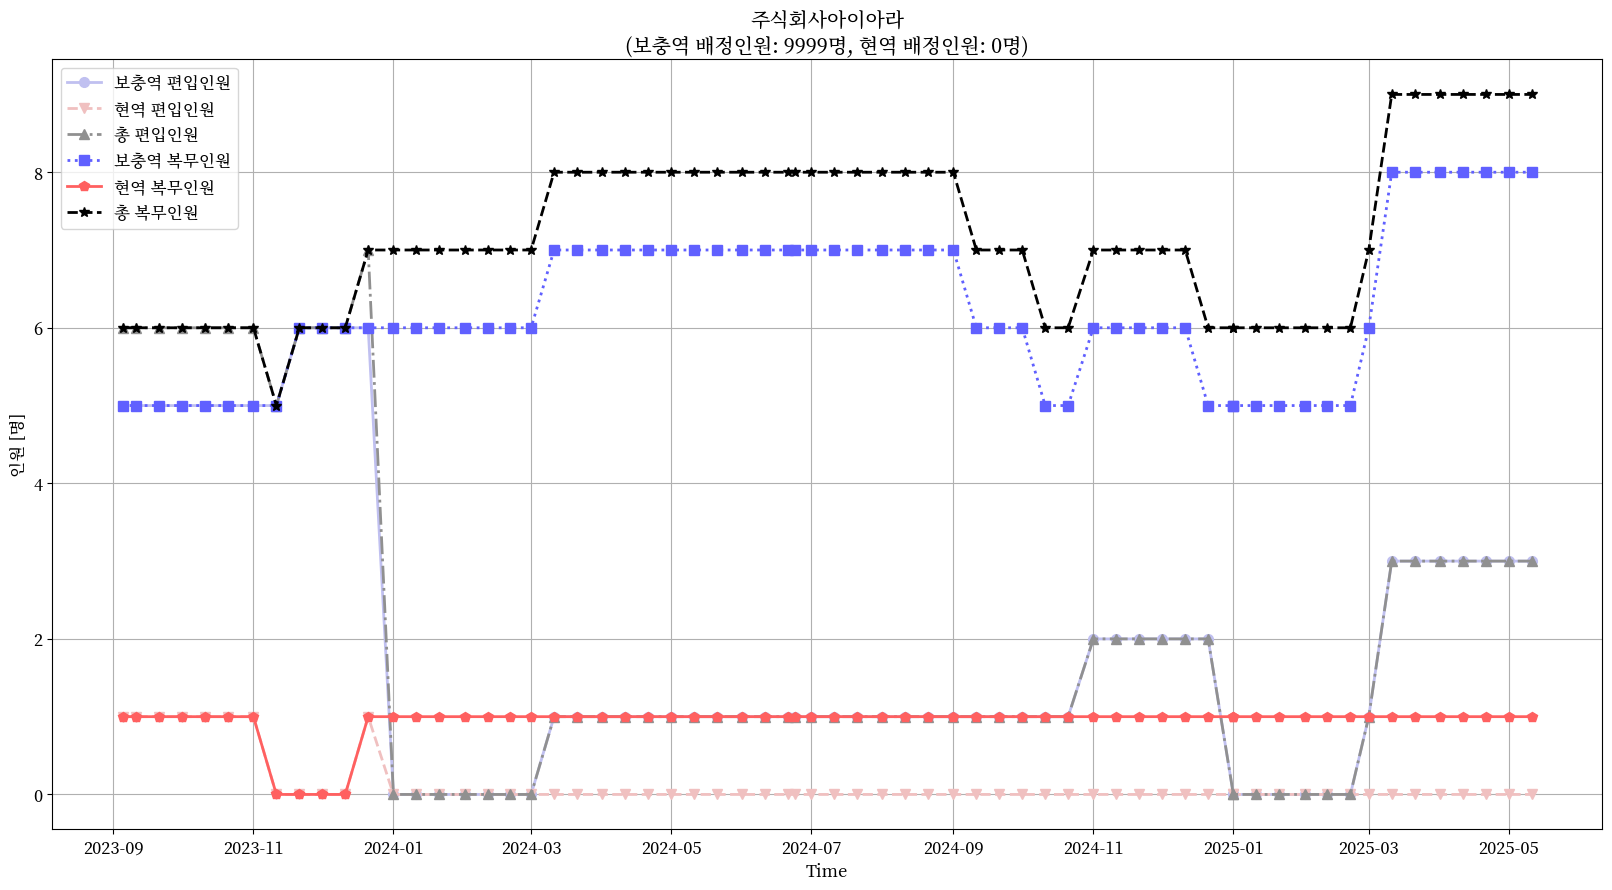 주식회사아이아라
(보충역 배정인원: 9999명, 현역 배정인원: 0명)
보충역 편입인원
현역 편입인원
총 편입인원
보충역 복무인원
현역 복무인원
총 복무인원
인원 [명]
8
6
4
2
0
2023-09
2023-11
2024-01
2024-03
2024-05
2024-07
2024-09
2024-11
2025-01
2025-03
2025-05
Time